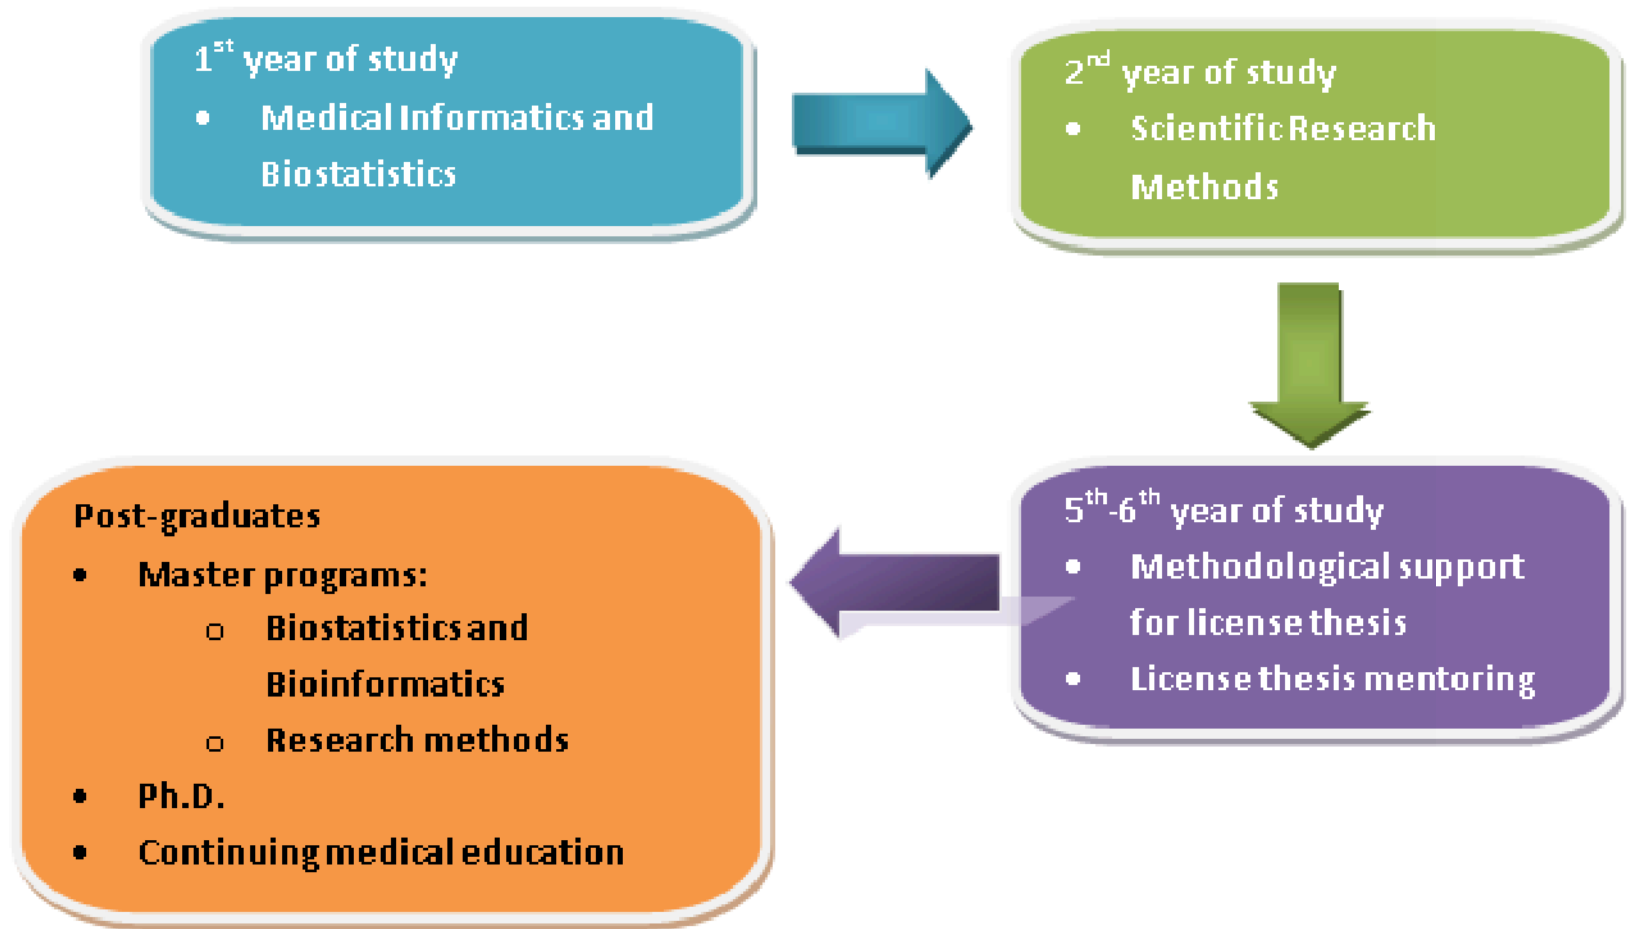 1st year of study
• Medical Informatics and
Biostatistics
2nd year of study
• Scientific Research
Methods
5th-6th year of study
• Methodological support
for license thesis
• License thesis mentoring
Post-graduates
• Master programs:
o Biostatistics and
Bioinformatics
o Research methods
• Ph.D.
• Continuing medical education